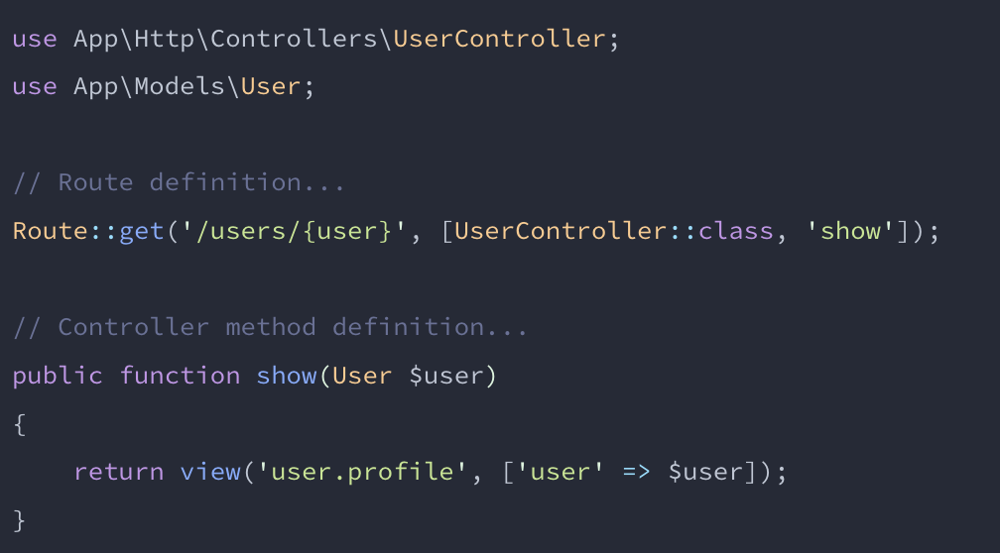 use App\Http\Controllers\UserController;
use App\Models\User;
// Route definition...
Route::get('/users/{user}', [UserController::class, 'show']);
// Controller method definition...
public function show(User $user)
{
    return view('user.profile', ['user' => $user]);
}